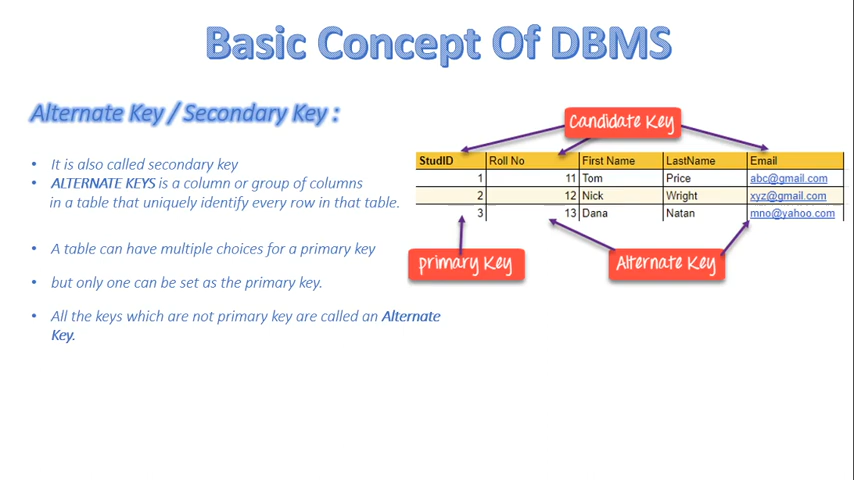 Basic Concept Of DBMS
Alternate Key / Secondary Key :
• It is also called secondary key
• ALTERNATE KEYS is a column or group of columns
in a table that uniquely identify every row in that table.
• A table can have multiple choices for a primary key
• but only one can be set as the primary key.
• All the keys which are not primary key are called an Alternate
Key.
Candidate Key
StudID Roll No First Name LastName Email
1 11 Tom Price abc@gmail.com
2 12 Nick Wright xyz@gmail.com
3 13 Dana Natan mno@yahoo.com
primary Key
Alternate Key